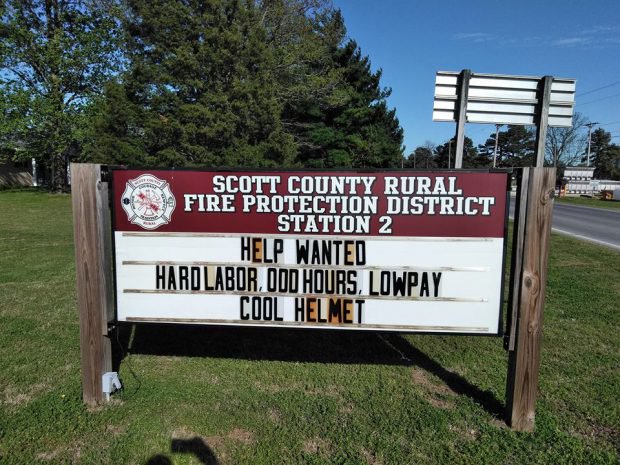 SCOTT COUNTY RURAL
FIRE PROTECTION DISTRICT
STATION 2
HELP WANTED
HARD LABOR, ODD HOURS, LOWPAY
COOL HELMET